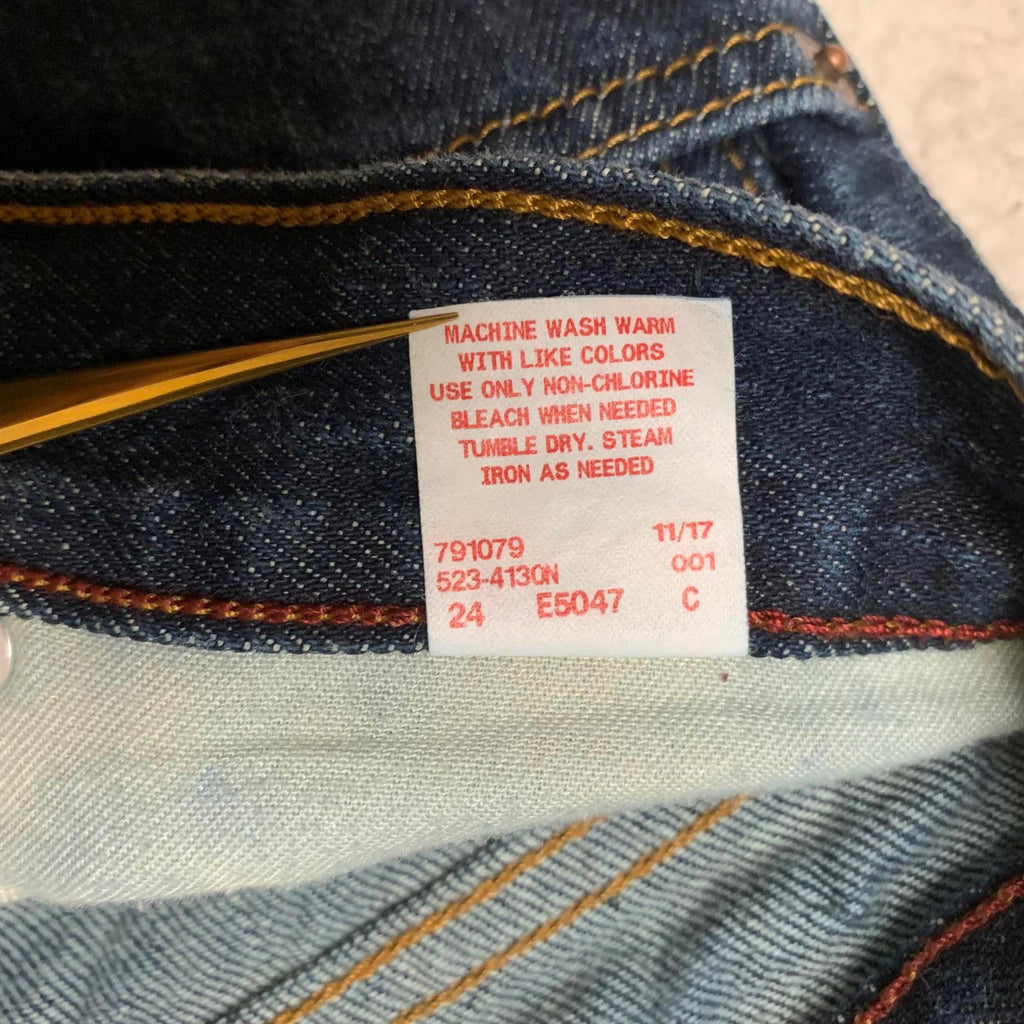 MACHINE WASH WARM
WITH LIKE COLORS
USE ONLY NON-CHLORINE
BLEACH WHEN NEEDED
TUMBLE DRY. STEAM
IRON AS NEEDED
791079 11/17
523-4130N 001
24 E5047 C